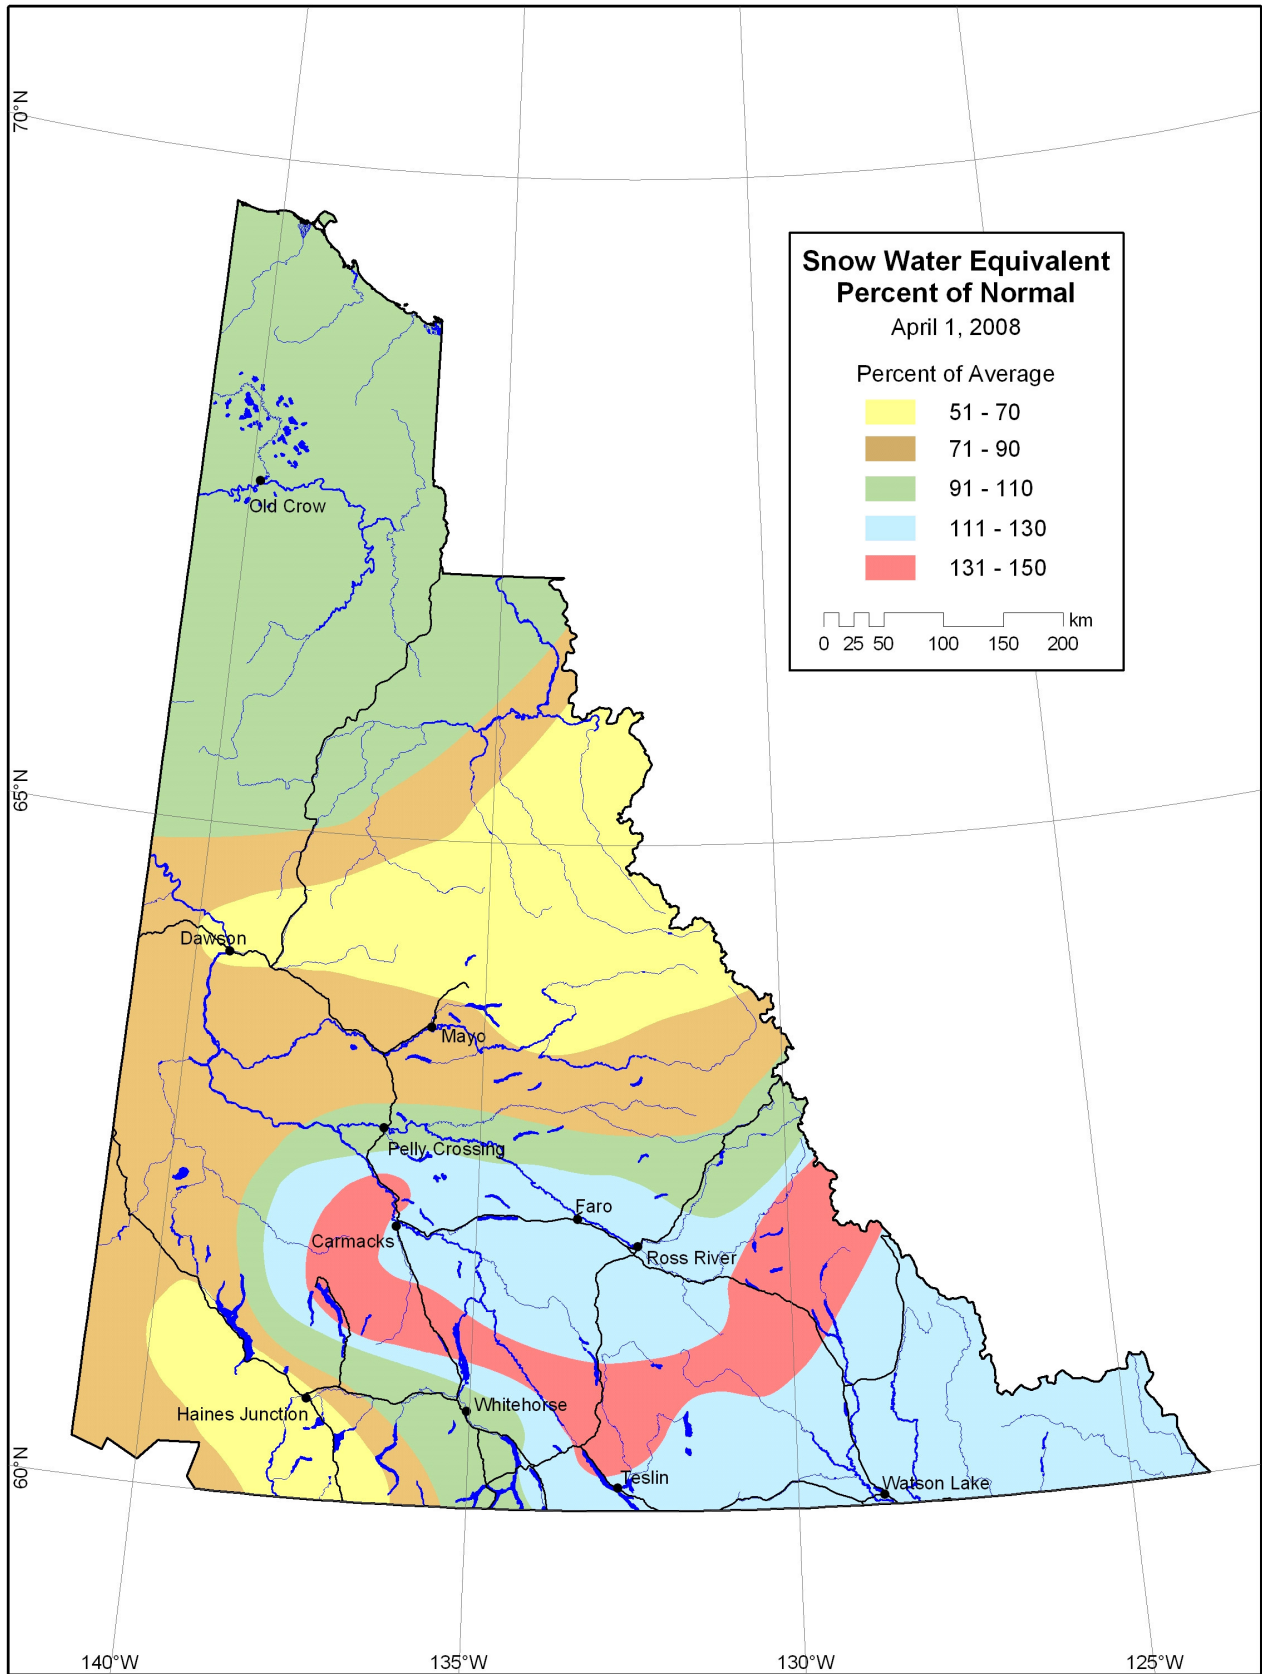 70°N
Snow Water Equivalent
Percent of Normal
April 1, 2008
Percent of Average
51 - 70
71 - 90
91 - 110
111 - 130
131 - 150
km
0 25 50 100 150 200
Old Crow
65°N
Dawson
Mayo
Pelly Crossing
Faro
Carmacks
Ross River
Haines Junction
Whitehorse
60°N
Teslin
Watson Lake
140°W 135°W 130°W 125°W